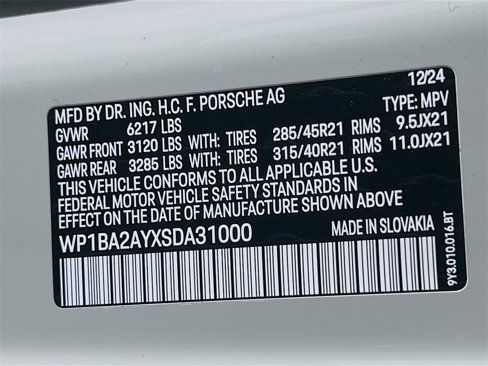 12/24
MFD BY DR. ING. H.C. F. PORSCHE AG
GVWR 6217 LBS TYPE: MPV
GAWR FRONT 3120 LBS WITH: TIRES 285/45R21 RIMS 9.5JX21
GAWR REAR 3285 LBS WITH: TIRES 315/40R21 RIMS 11.0JX21
THIS VEHICLE CONFORMS TO ALL APPLICABLE U.S.
FEDERAL MOTOR VEHICLE SAFETY STANDARDS IN
EFFECT ON THE DATE OF MANUFACTURE SHOWN ABOVE
WP1BA2AYXSDA31000 MADE IN SLOVAKIA
9Y3.010.016.BT